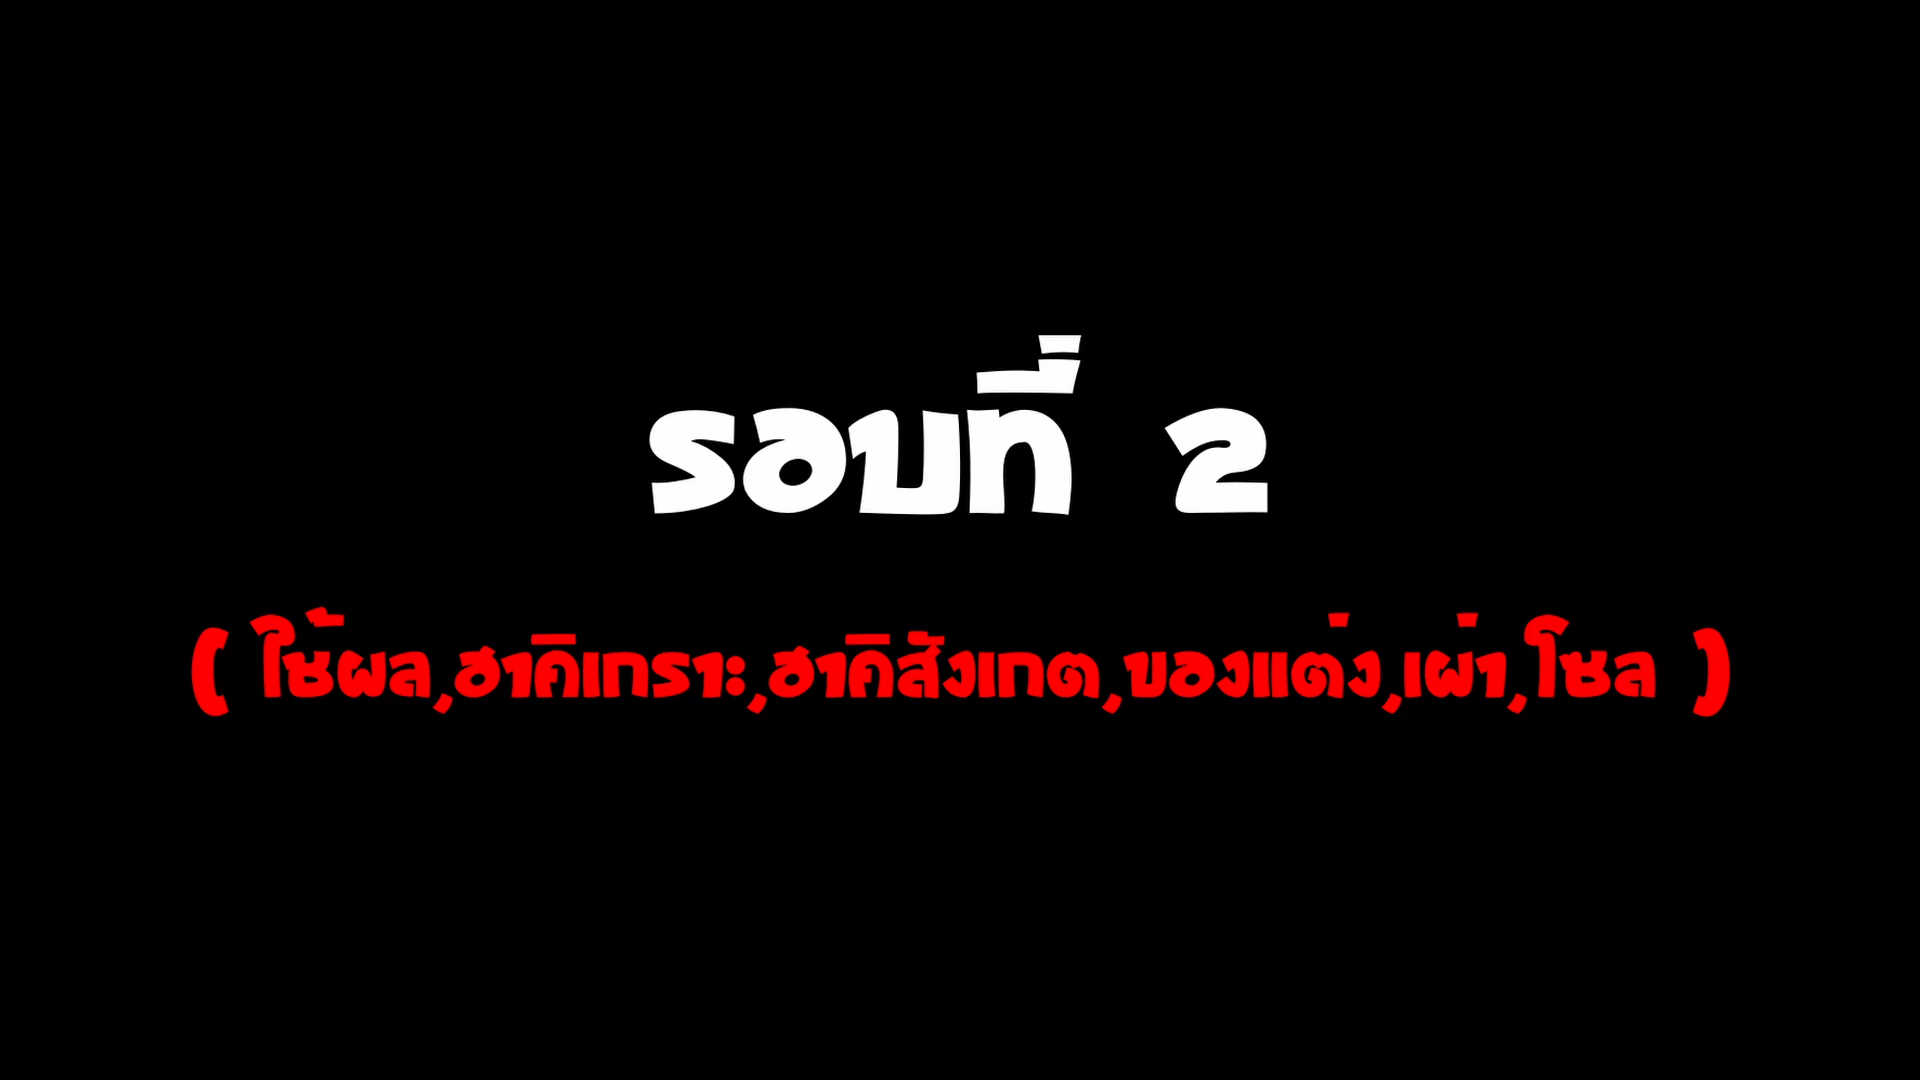 รอบที่ 2
( ใช้ผล,ฮาคิเกราะ,ฮาคิสังเกต,ของแต่ง,เผ่า,โซล )